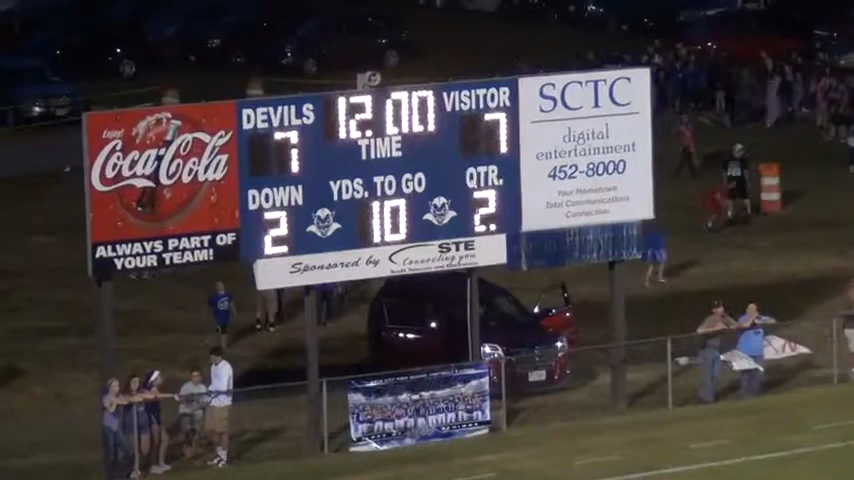 Enjoy
Coca-Cola
ALWAYS PART OF
YOUR TEAM!
DEVILS 12:00 VISITOR
7 TIME 7
DOWN YDS. TO GO QTR.
2 10 2
Sponsored by STE
Connecting you
SCTC
digital
entertainment
452-8000
Your Hometown
Total Communications
Connection